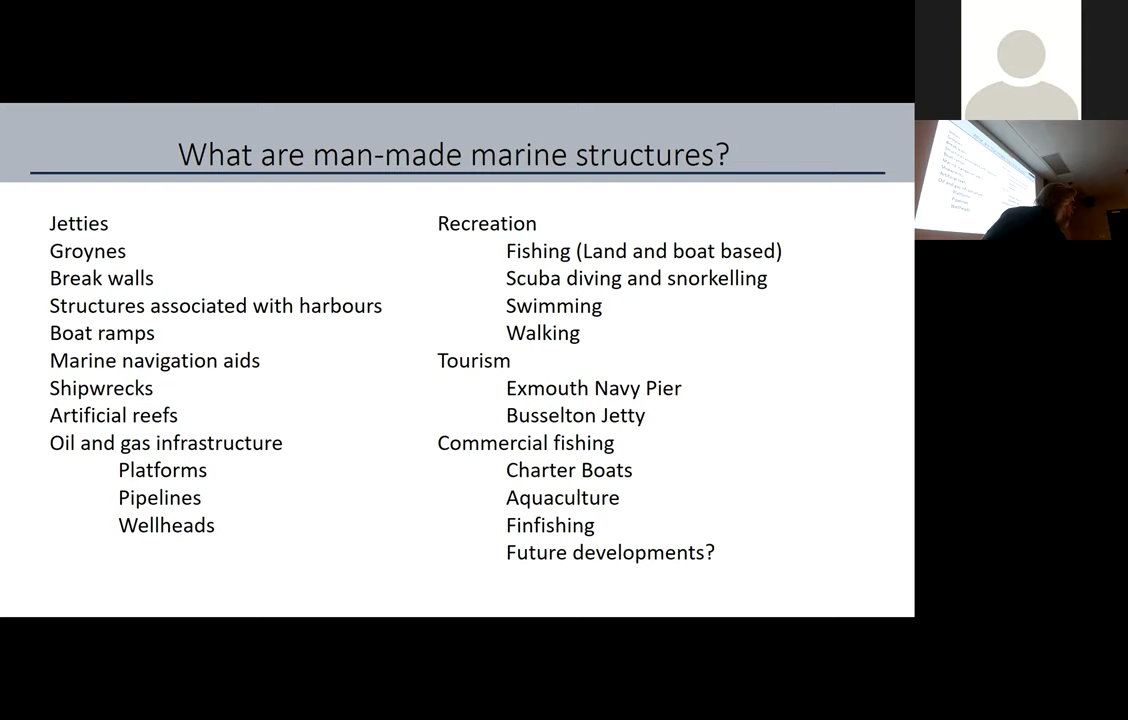 What are man-made marine structures?
Jetties
Groynes
Break walls
Structures associated with harbours
Boat ramps
Marine navigation aids
Shipwrecks
Artificial reefs
Oil and gas infrastructure
Platforms
Pipelines
Wellheads
Recreation
Fishing (Land and boat based)
Scuba diving and snorkelling
Swimming
Walking
Tourism
Exmouth Navy Pier
Busselton Jetty
Commercial fishing
Charter Boats
Aquaculture
Finfishing
Future developments?